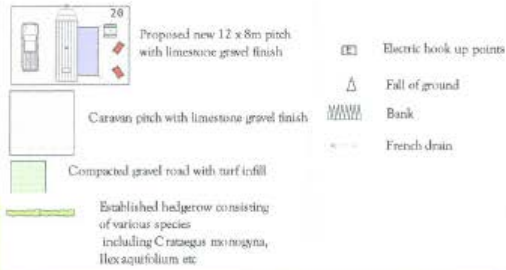 20
Proposed new 12 x 8m pitch
with limestone gravel finish
Caravan pitch with limestone gravel finish
Compacted gravel road with turf infill
Established hedgerow consisting
of various species
including Crataegus monogyna,
Ilex aquifolium etc
E
Electric hook up points
Fall of ground
Bank
French drain